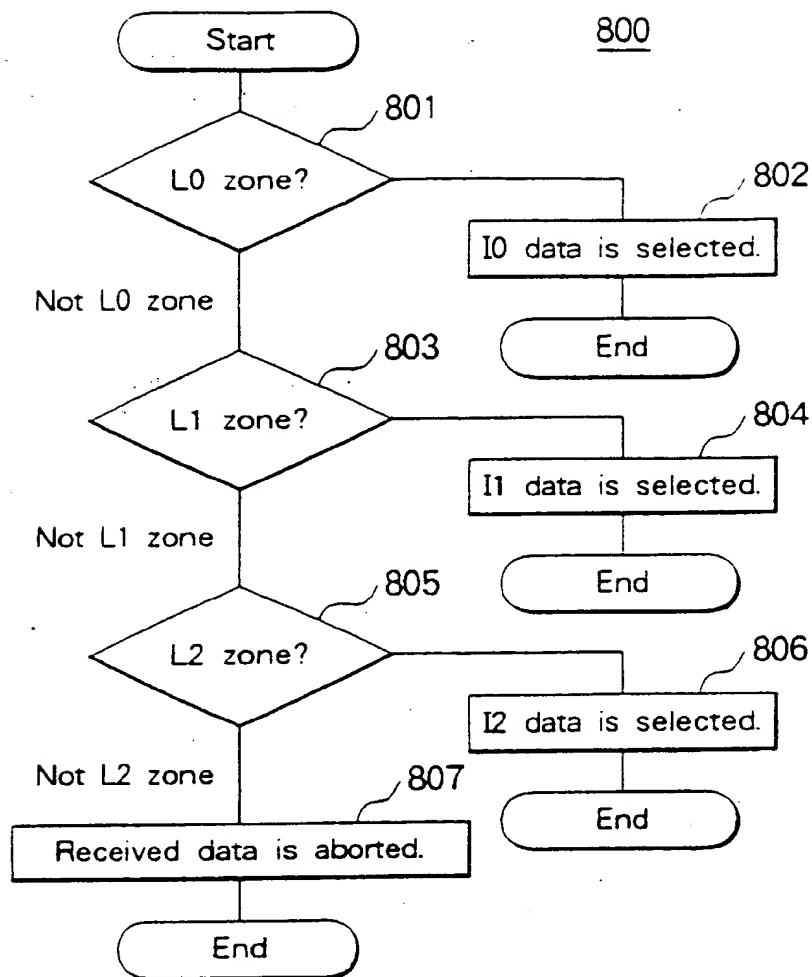 Start
800
801
L0 zone?
802
I0 data is selected.
Not L0 zone
End
803
L1 zone?
804
I1 data is selected.
Not L1 zone
End
805
L2 zone?
806
I2 data is selected.
Not L2 zone
807
End
Received data is aborted.
End